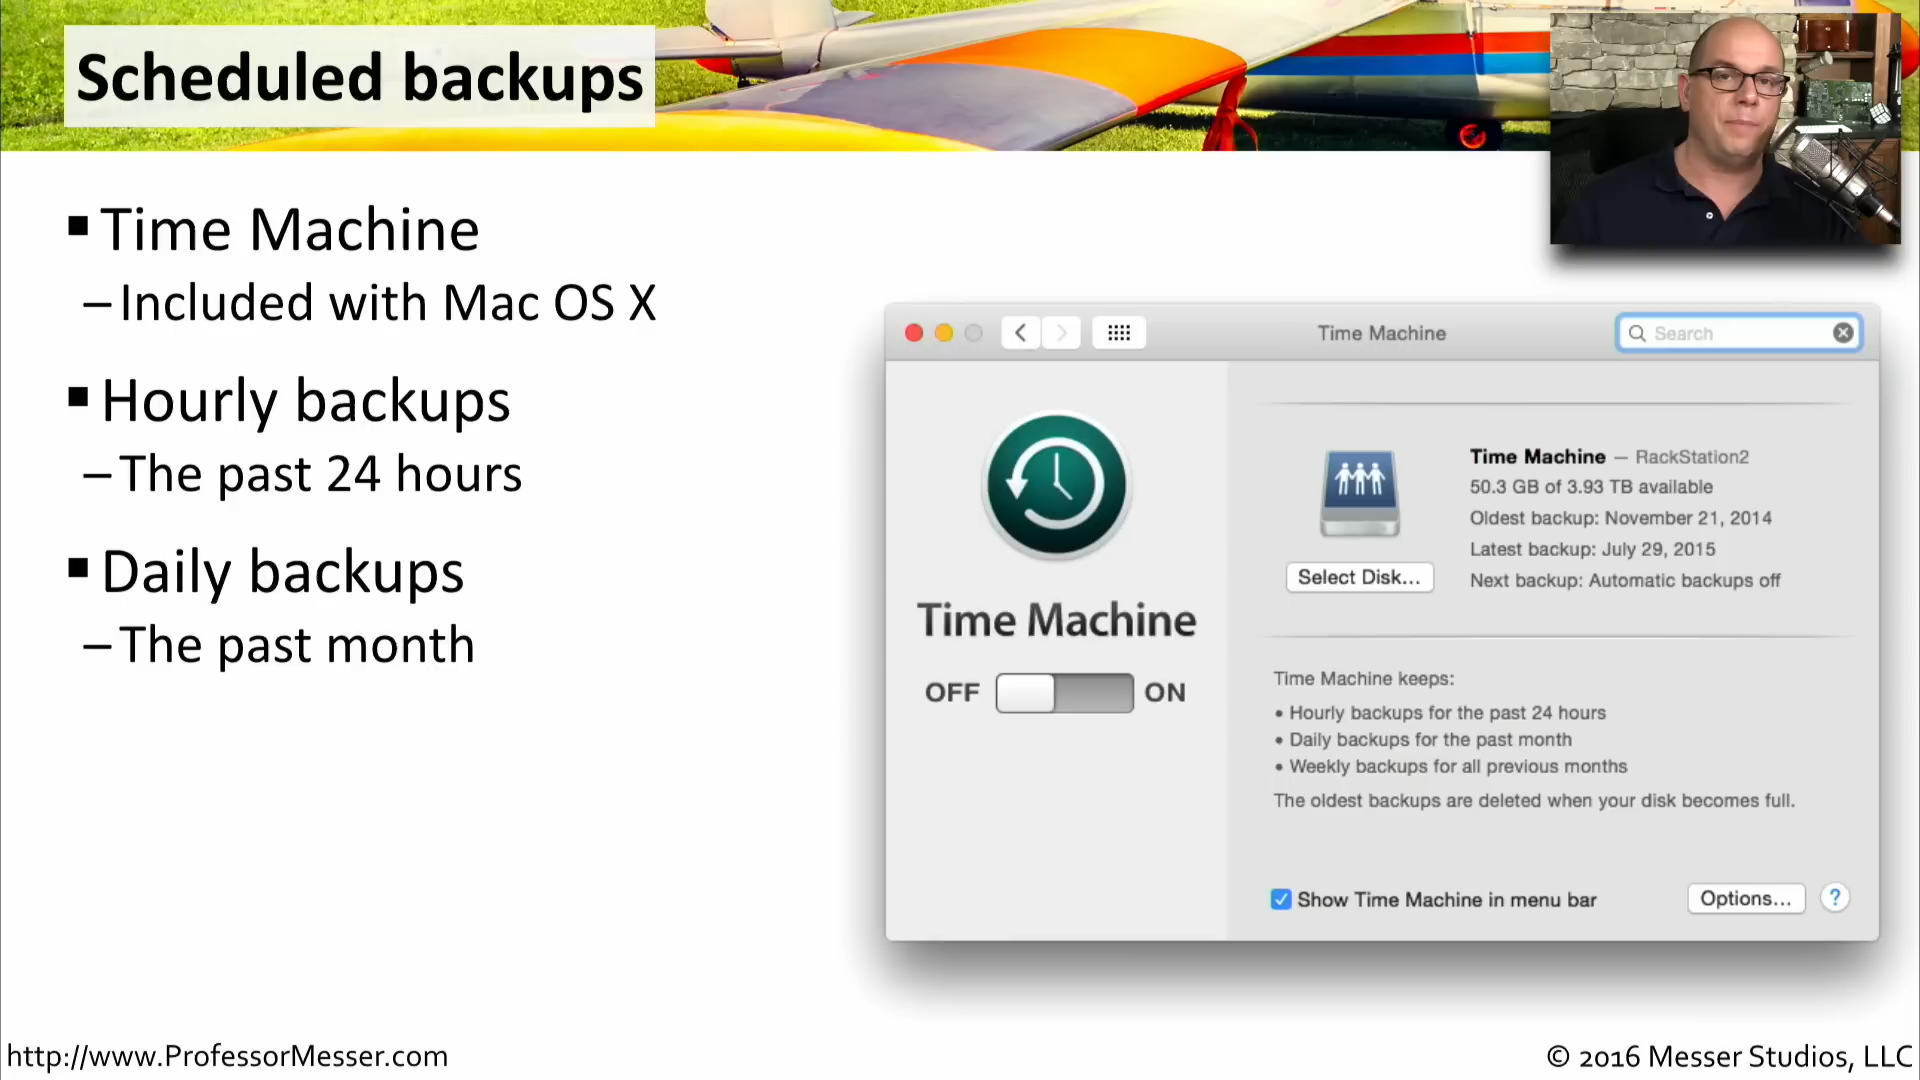 Scheduled backups
▪ Time Machine
– Included with Mac OS X
▪ Hourly backups
– The past 24 hours
▪ Daily backups
– The past month
Time Machine
Search
Time Machine – RackStation2
50.3 GB of 3.93 TB available
Oldest backup: November 21, 2014
Latest backup: July 29, 2015
Next backup: Automatic backups off
Select Disk...
Time Machine
OFF ON
Time Machine keeps:
• Hourly backups for the past 24 hours
• Daily backups for the past month
• Weekly backups for all previous months
The oldest backups are deleted when your disk becomes full.
Show Time Machine in menu bar
Options... ?
http://www.ProfessorMesser.com
© 2016 Messer Studios, LLC